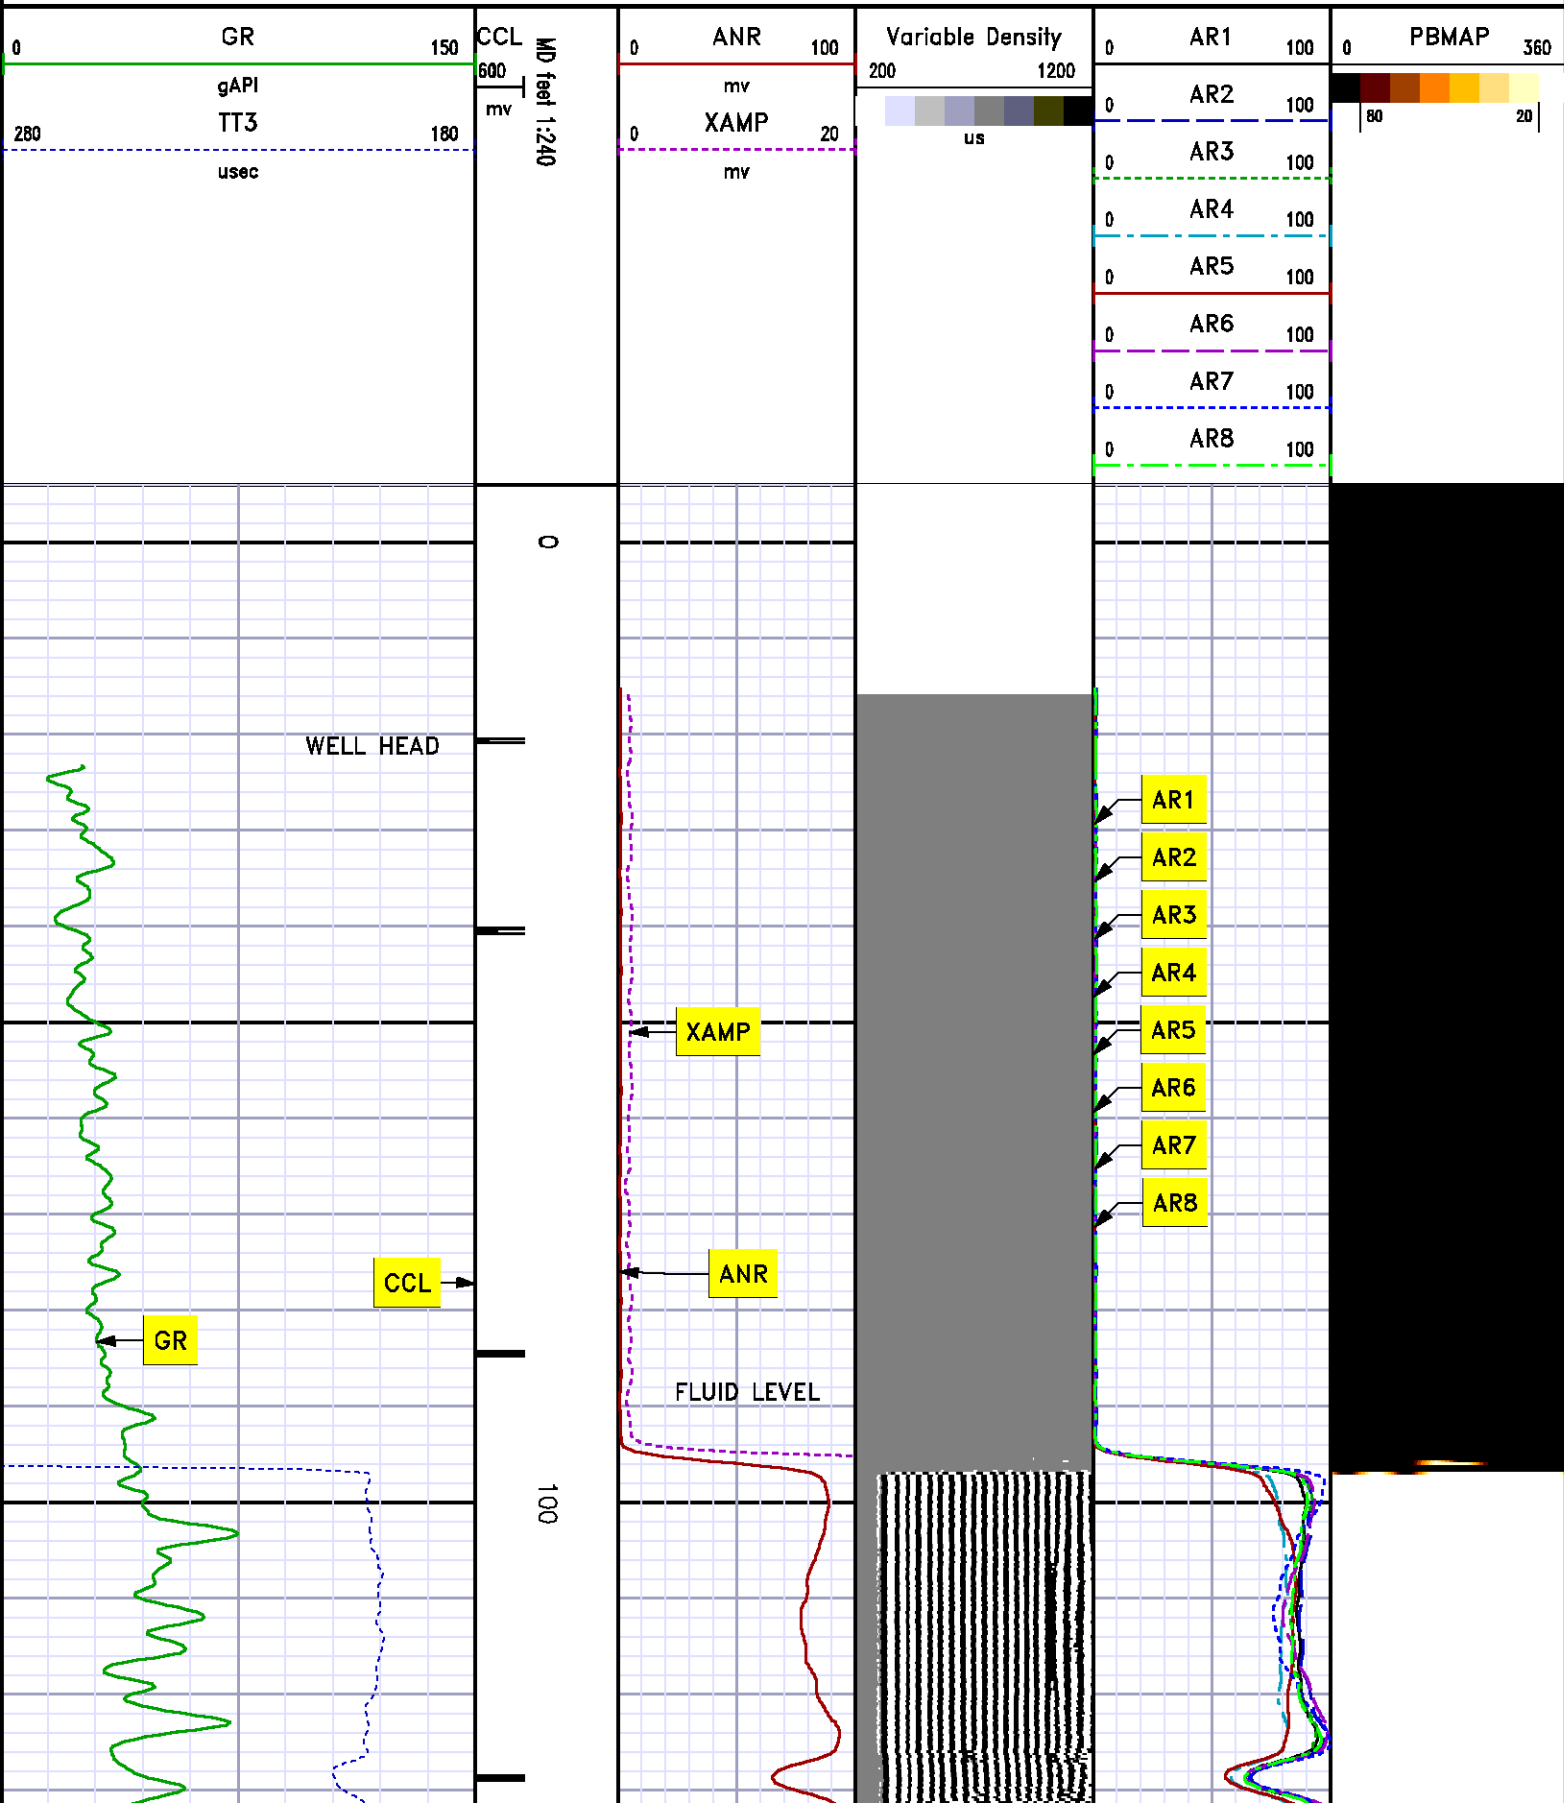 GR CCL ANR Variable Density AR1 PBMAP
0 150 0 100 0 100 0 360
600 200 1200
gAPI mv mv
TT3 XAMP AR2
280 180 0 20 us 0 100 80 20
usec mv
MD feet 1:240
AR3
0 100
AR4
0 100
AR5
0 100
AR6
0 100
AR7
0 100
AR8
0 100
0
WELL HEAD
AR1
AR2
AR3
AR4
XAMP
AR5
AR6
AR7
AR8
ANR
CCL
GR
FLUID LEVEL
100